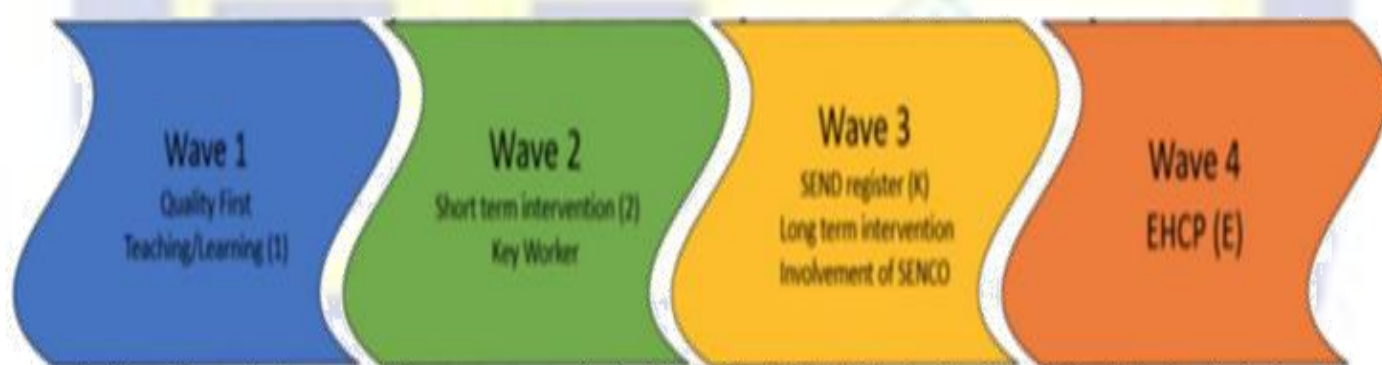 Wave 1
Quality First
Teaching/Learning (1)
Wave 2
Short term intervention (2)
Key Worker
Wave 3
SEND register (K)
Long term intervention
Involvement of SENCO
Wave 4
EHCP (E)